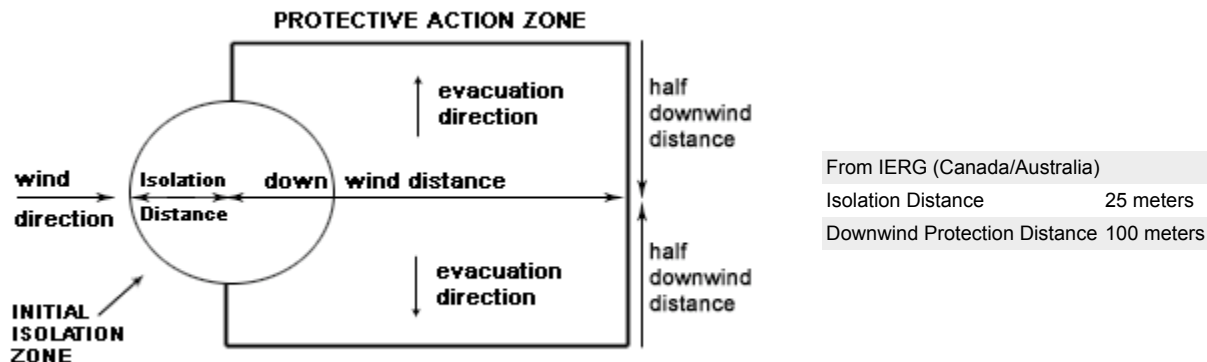 PROTECTIVE ACTION ZONE
evacuation
direction
half
downwind
distance
wind
direction
Isolation
Distance
down wind distance
evacuation
direction
half
downwind
distance
INITIAL
ISOLATION
ZONE
From IERG (Canada/Australia)
Isolation Distance 25 meters
Downwind Protection Distance 100 meters